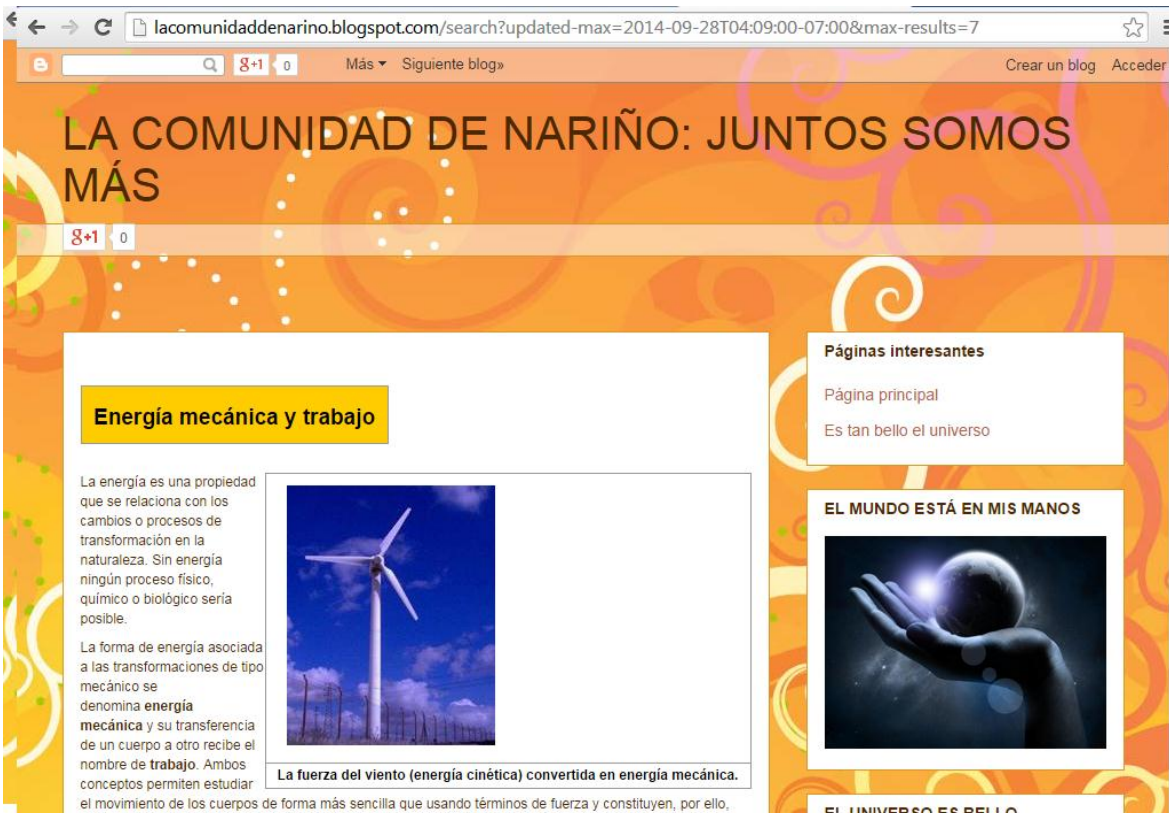 lacomunidaddenarino.blogspot.com/search?updated-max=2014-09-28T04:09:00-07:00&max-results=7
g+1 0 Más Siguiente blog» Crear un blog Acceder
LA COMUNIDAD DE NARIÑO: JUNTOS SOMOS
MÁS
g+1 0
Energía mecánica y trabajo
La energía es una propiedad
que se relaciona con los
cambios o procesos de
transformación en la
naturaleza. Sin energía
ningún proceso físico,
químico o biológico sería
posible.
La forma de energía asociada
a las transformaciones de tipo
mecánico se
denomina energía
mecánica y su transferencia
de un cuerpo a otro recibe el
nombre de trabajo. Ambos
conceptos permiten estudiar
el movimiento de los cuerpos de forma más sencilla que usando términos de fuerza y constituyen, por ello,
La fuerza del viento (energía cinética) convertida en energía mecánica.
Páginas interesantes
Página principal
Es tan bello el universo
EL MUNDO ESTÁ EN MIS MANOS
EL UNIVERSO ES BELLO